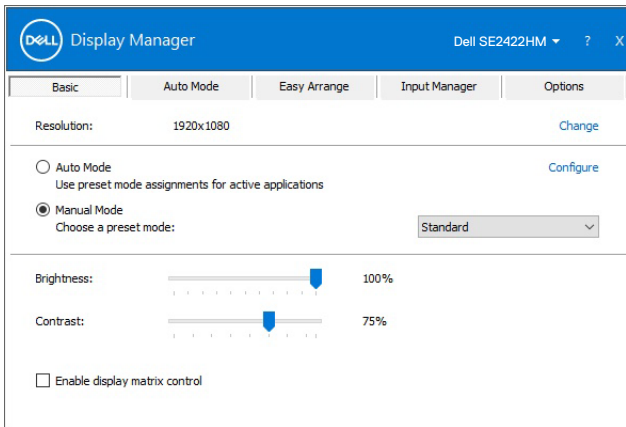 DELL Display Manager Dell SE2422HM ? X
Basic Auto Mode Easy Arrange Input Manager Options
Resolution: 1920x1080 Change
Auto Mode Configure
Use preset mode assignments for active applications
Manual Mode
Choose a preset mode: Standard
Brightness: 100%
Contrast: 75%
Enable display matrix control